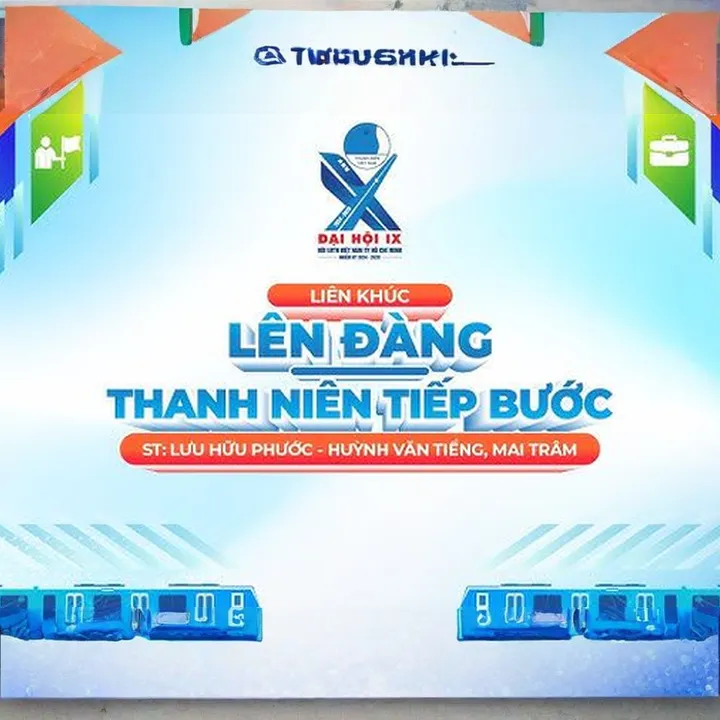 ĐẠI HỘI IX
LIÊN KHÚC
LÊN ĐÀNG
THANH NIÊN TIẾP BƯỚC
ST: LƯU HỮU PHƯỚC - HUỲNH VĂN TIỄNG, MAI TRÂM